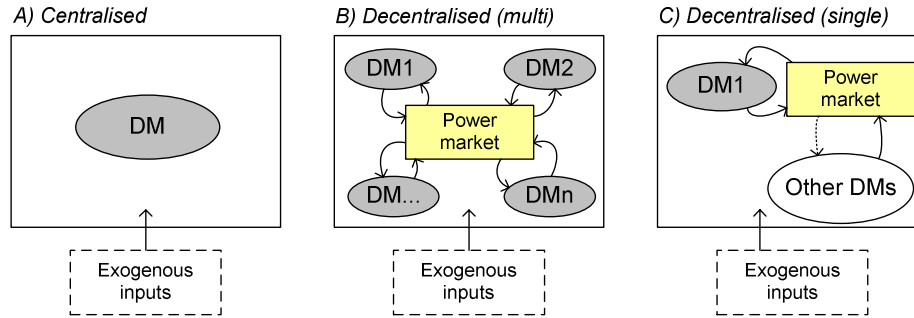 A) Centralised
DM
Exogenous
inputs
B) Decentralised (multi)
DM1
DM2
Power
market
DM...
DMn
Exogenous
inputs
C) Decentralised (single)
DM1
Power
market
Other DMs
Exogenous
inputs